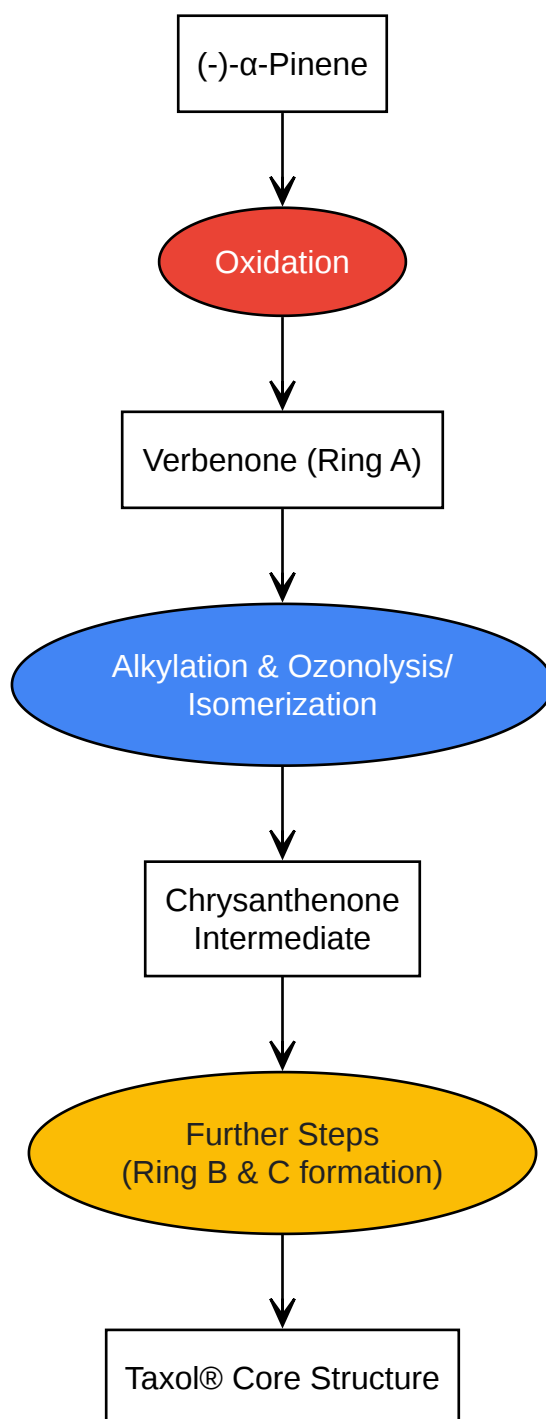 (-)-α-Pinene
Oxidation
Verbenone (Ring A)
Alkylation & Ozonolysis/
Isomerization
Chrysanthenone
Intermediate
Further Steps
(Ring B & C formation)
Taxol® Core Structure